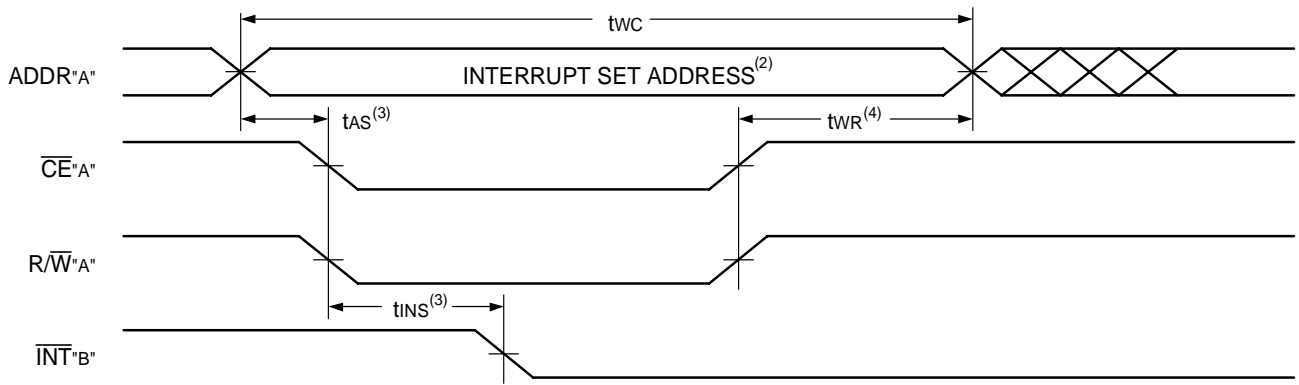 tWC
ADDR"A"
INTERRUPT SET ADDRESS(2)
tAS(3)
tWR(4)
CE"A"
R/W"A"
tINS(3)
INT"B"